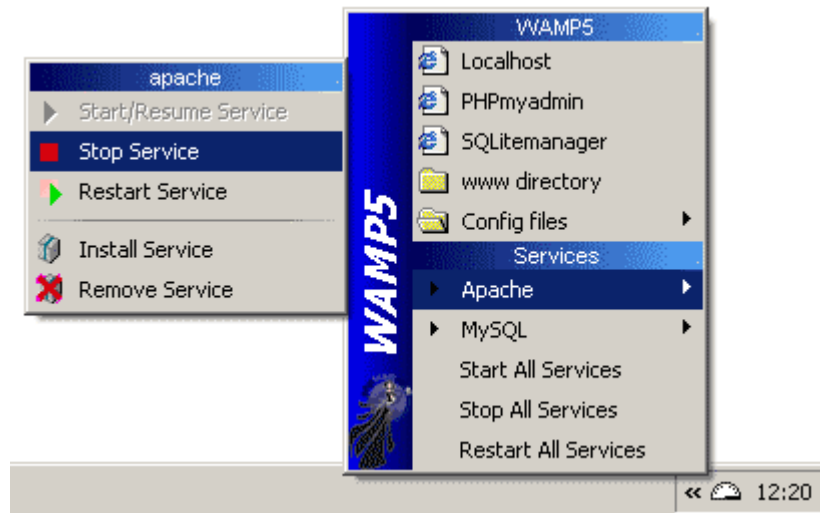 apache
Start/Resume Service
Stop Service
Restart Service
Install Service
Remove Service
WAMP5
WAMP5
Localhost
PHPmyadmin
SQLitemanager
www directory
Config files
Services
Apache
MySQL
Start All Services
Stop All Services
Restart All Services
« 12:20